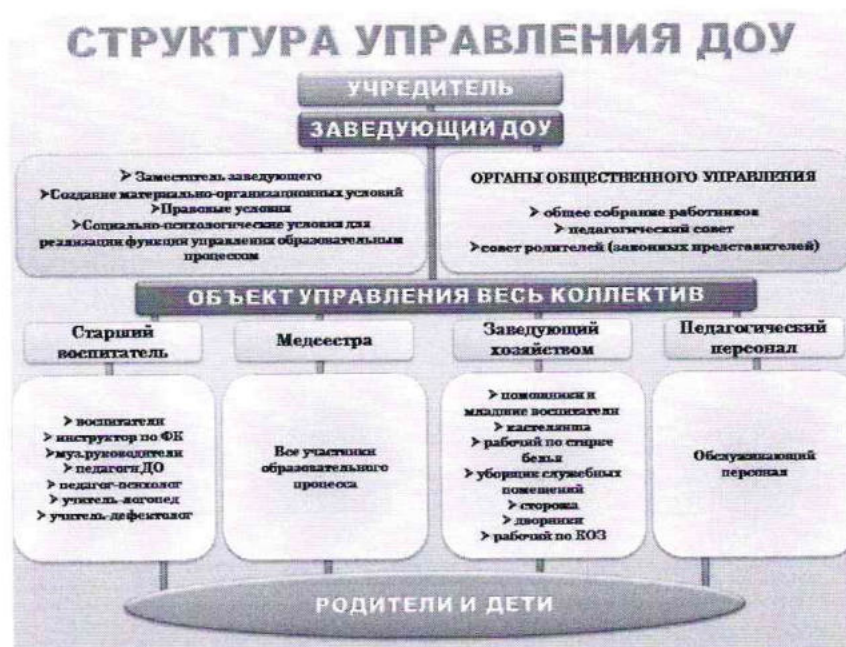 СТРУКТУРА УПРАВЛЕНИЯ ДОУ
УЧРЕДИТЕЛЬ
ЗАВЕДУЮЩИЙ ДОУ
➢ Заместитель заведующего
➢Создание материально-организационных условий
➢Правовые условия
➢Социально-психологические условия для
реализации функции управления образовательным
процессом
ОРГАНЫ ОБЩЕСТВЕННОГО УПРАВЛЕНИЯ
➢ общее собрание работников
➢педагогический совет
➢совет родителей (законных представителей)
ОБЪЕКТ УПРАВЛЕНИЯ ВЕСЬ КОЛЛЕКТИВ
Старший
воспитатель
➢ воспитатели
➢инструктор по ФК
➢муз.руководители
➢педагоги ДО
➢ педагог-психолог
➢учитель-логопед
➢учитель-дефектолог
Медсестра
Все участники
образовательного
процесса
Заведующий
хозяйством
➢ помощники и
младшие воспитатели
➢кастелянша
➢ рабочий по стирке
белья
➢уборщик служебных
помещений
➢ сторожа
➢ дворники
➢ рабочий по КОЗ
Педагогический
персонал
Обслуживающий
персонал
РОДИТЕЛИ И ДЕТИ